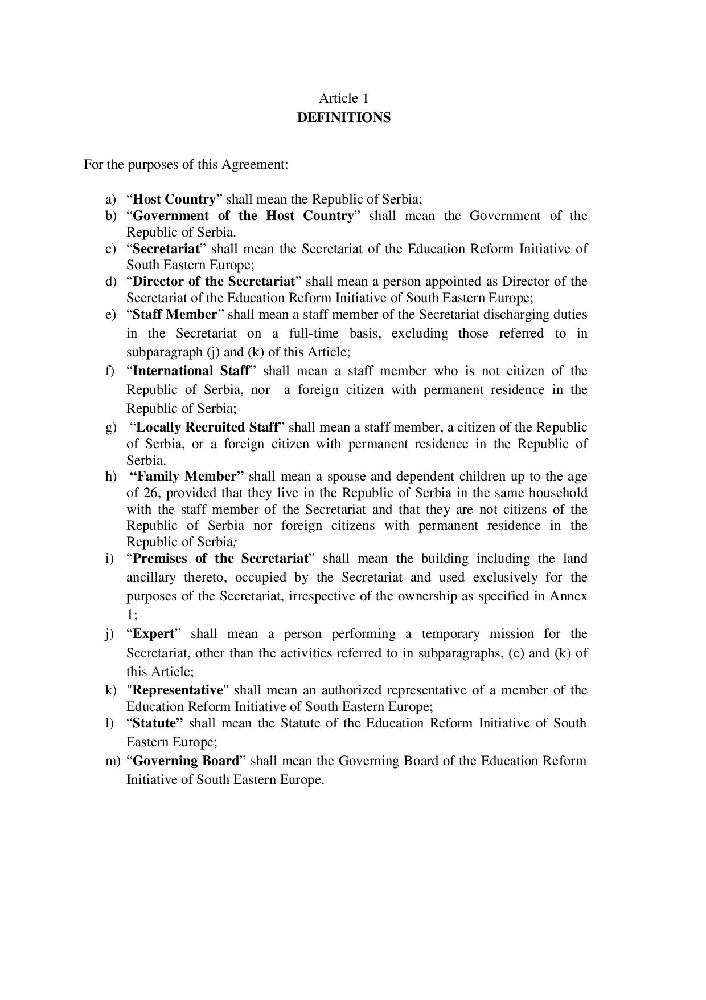 Article 1
DEFINITIONS
For the purposes of this Agreement:
a) “Host Country” shall mean the Republic of Serbia;
b) “Government of the Host Country” shall mean the Government of the
Republic of Serbia.
c) “Secretariat” shall mean the Secretariat of the Education Reform Initiative of
South Eastern Europe;
d) “Director of the Secretariat” shall mean a person appointed as Director of the
Secretariat of the Education Reform Initiative of South Eastern Europe;
e) “Staff Member” shall mean a staff member of the Secretariat discharging duties
in the Secretariat on a full-time basis, excluding those referred to in
subparagraph (j) and (k) of this Article;
f) “International Staff” shall mean a staff member who is not citizen of the
Republic of Serbia, nor a foreign citizen with permanent residence in the
Republic of Serbia;
g) “Locally Recruited Staff” shall mean a staff member, a citizen of the Republic
of Serbia, or a foreign citizen with permanent residence in the Republic of
Serbia.
h) “Family Member” shall mean a spouse and dependent children up to the age
of 26, provided that they live in the Republic of Serbia in the same household
with the staff member of the Secretariat and that they are not citizens of the
Republic of Serbia nor foreign citizens with permanent residence in the
Republic of Serbia;
i) “Premises of the Secretariat” shall mean the building including the land
ancillary thereto, occupied by the Secretariat and used exclusively for the
purposes of the Secretariat, irrespective of the ownership as specified in Annex
1;
j) “Expert” shall mean a person performing a temporary mission for the
Secretariat, other than the activities referred to in subparagraphs, (e) and (k) of
this Article;
k) "Representative" shall mean an authorized representative of a member of the
Education Reform Initiative of South Eastern Europe;
l) “Statute” shall mean the Statute of the Education Reform Initiative of South
Eastern Europe;
m) “Governing Board” shall mean the Governing Board of the Education Reform
Initiative of South Eastern Europe.